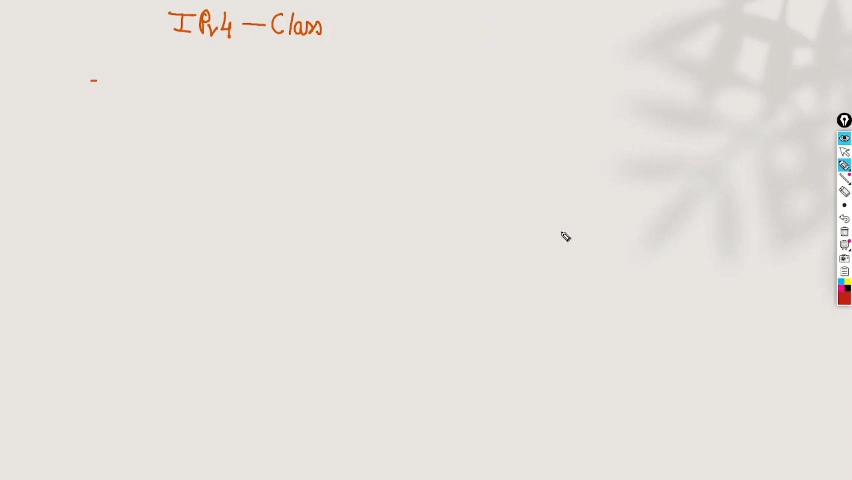 IPv4 — Class
-